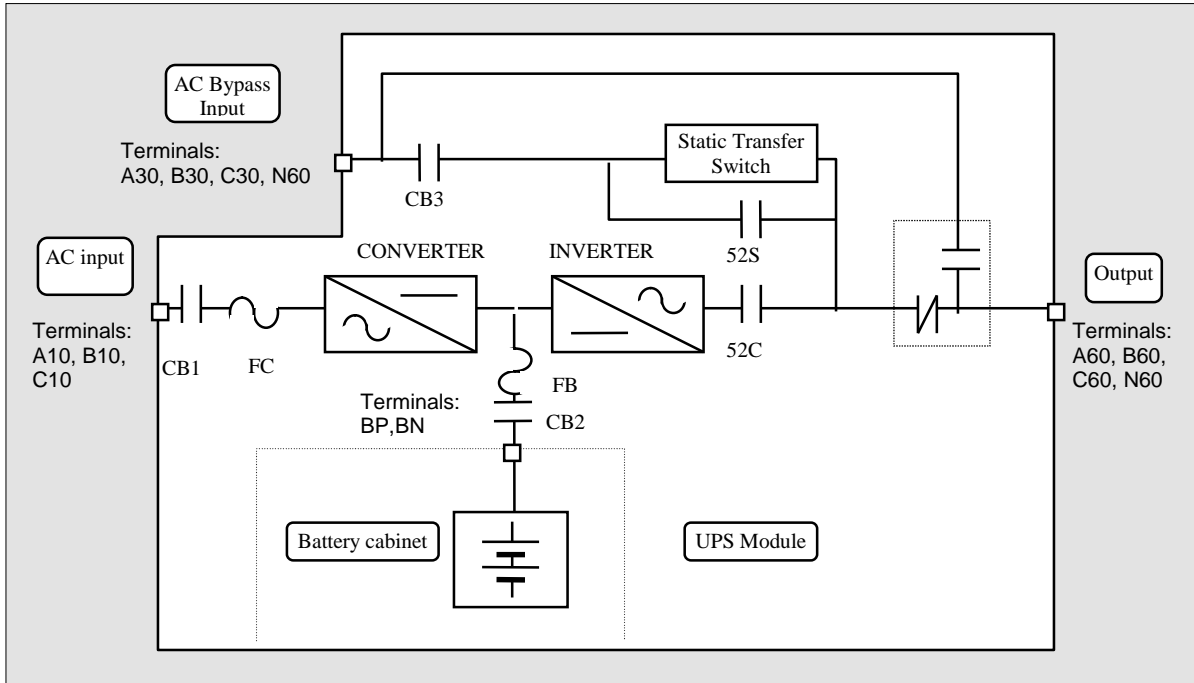 AC Bypass
Input
Terminals:
A30, B30, C30, N60
CB3
Static Transfer
Switch
52S
AC input
Terminals:
A10, B10,
C10
CB1
FC
CONVERTER
INVERTER
52C
Output
Terminals:
A60, B60,
C60, N60
FB
CB2
Terminals:
BP,BN
Battery cabinet
UPS Module